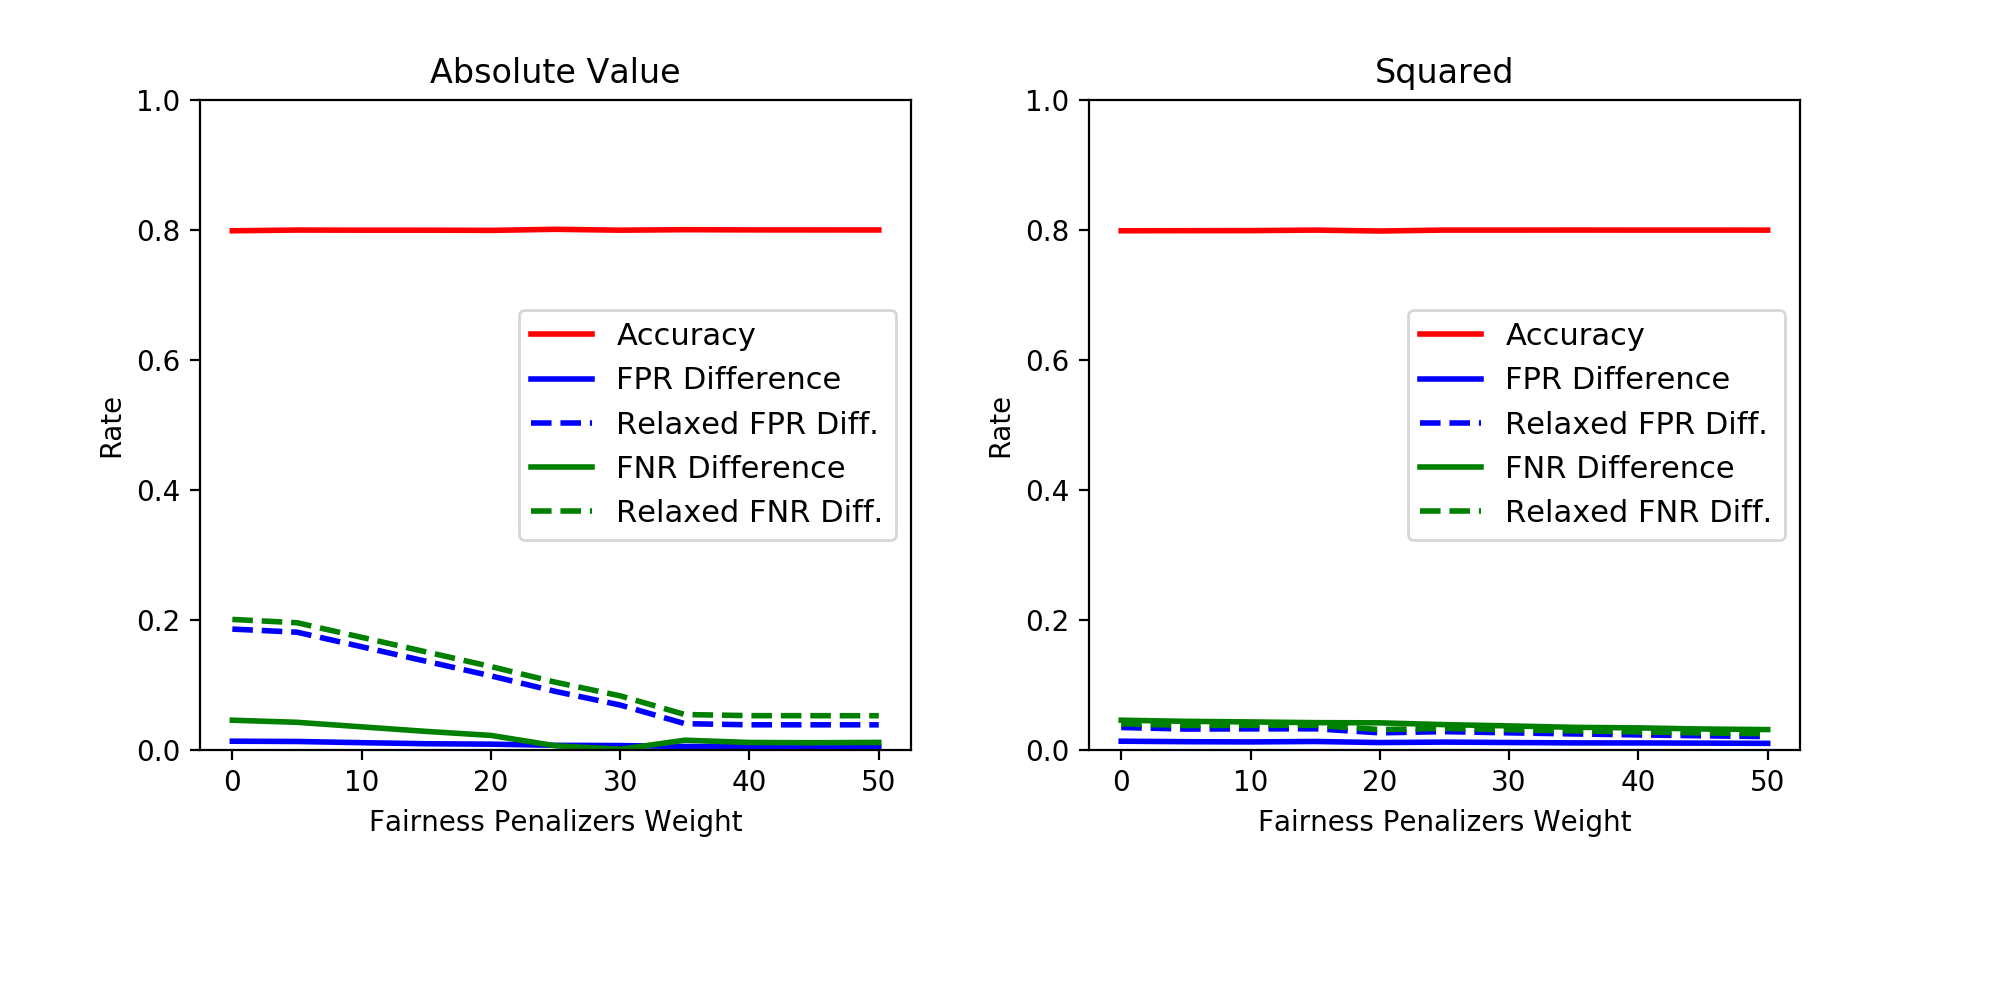 Absolute Value
1.0
0.8
0.6
0.4
0.2
0.0
Rate
Accuracy
FPR Difference
Relaxed FPR Diff.
FNR Difference
Relaxed FNR Diff.
0 10 20 30 40 50
Fairness Penalizers Weight
Squared
1.0
0.8
0.6
0.4
0.2
0.0
Rate
Accuracy
FPR Difference
Relaxed FPR Diff.
FNR Difference
Relaxed FNR Diff.
0 10 20 30 40 50
Fairness Penalizers Weight